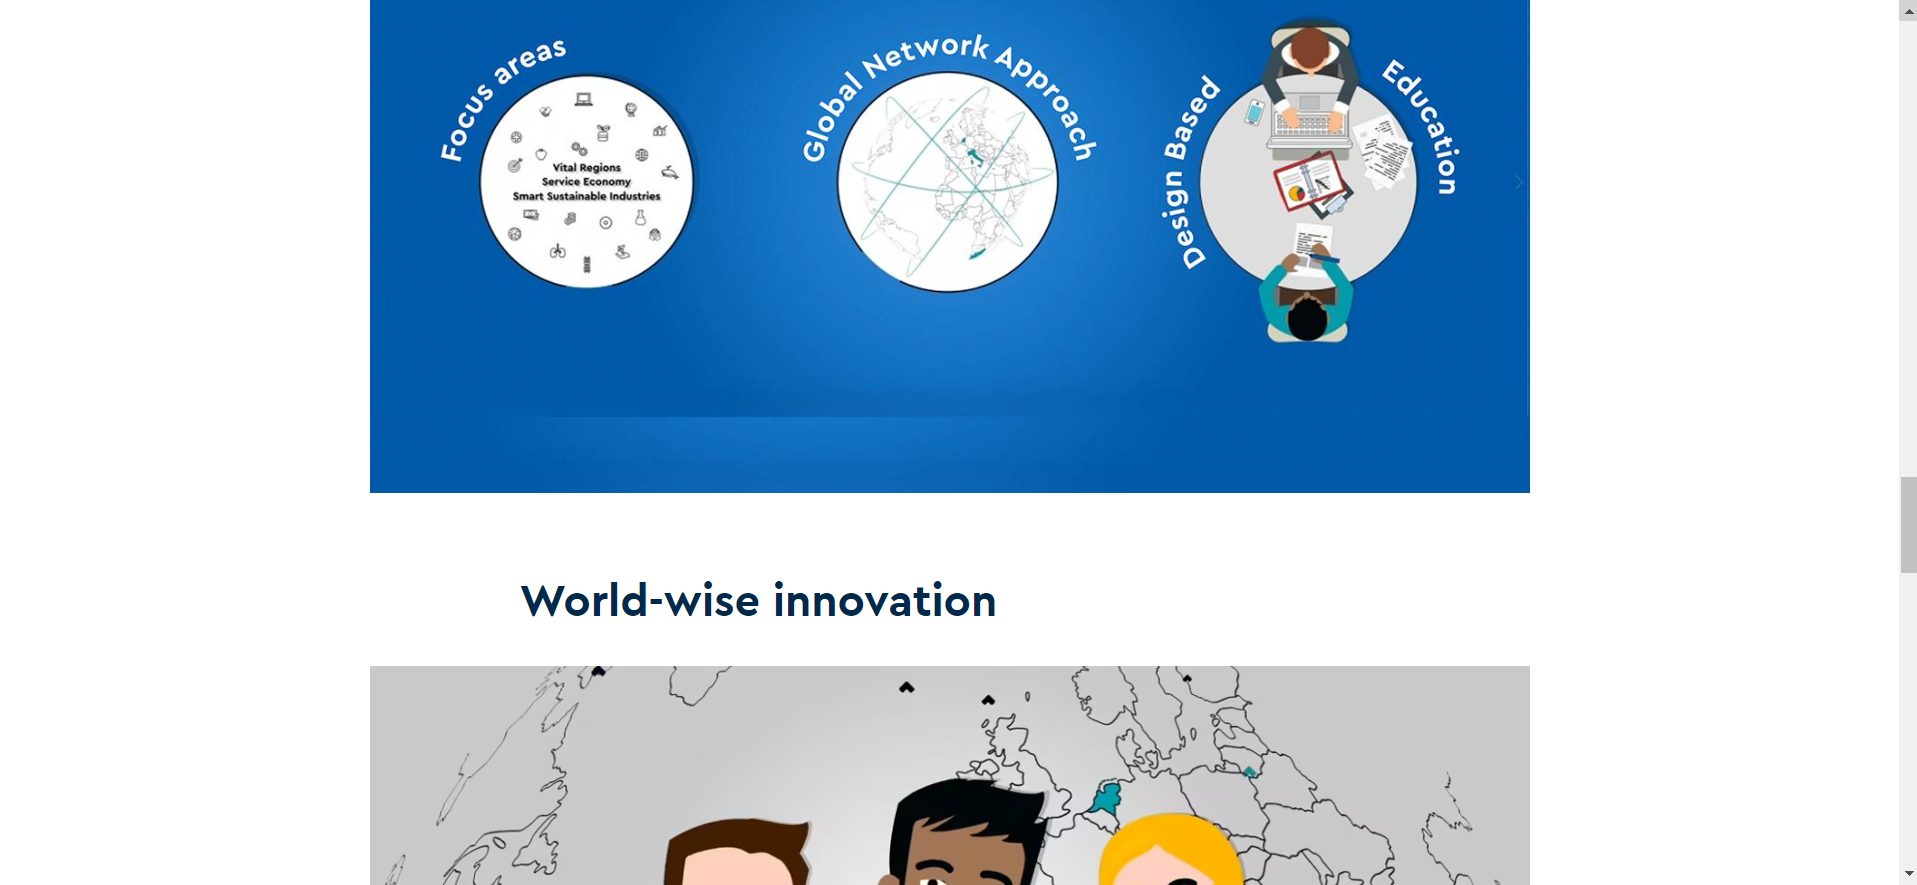 Focus areas
Vital Regions
Service Economy
Smart Sustainable Industries
Global Network Approach
Design Based
Education
World-wise innovation